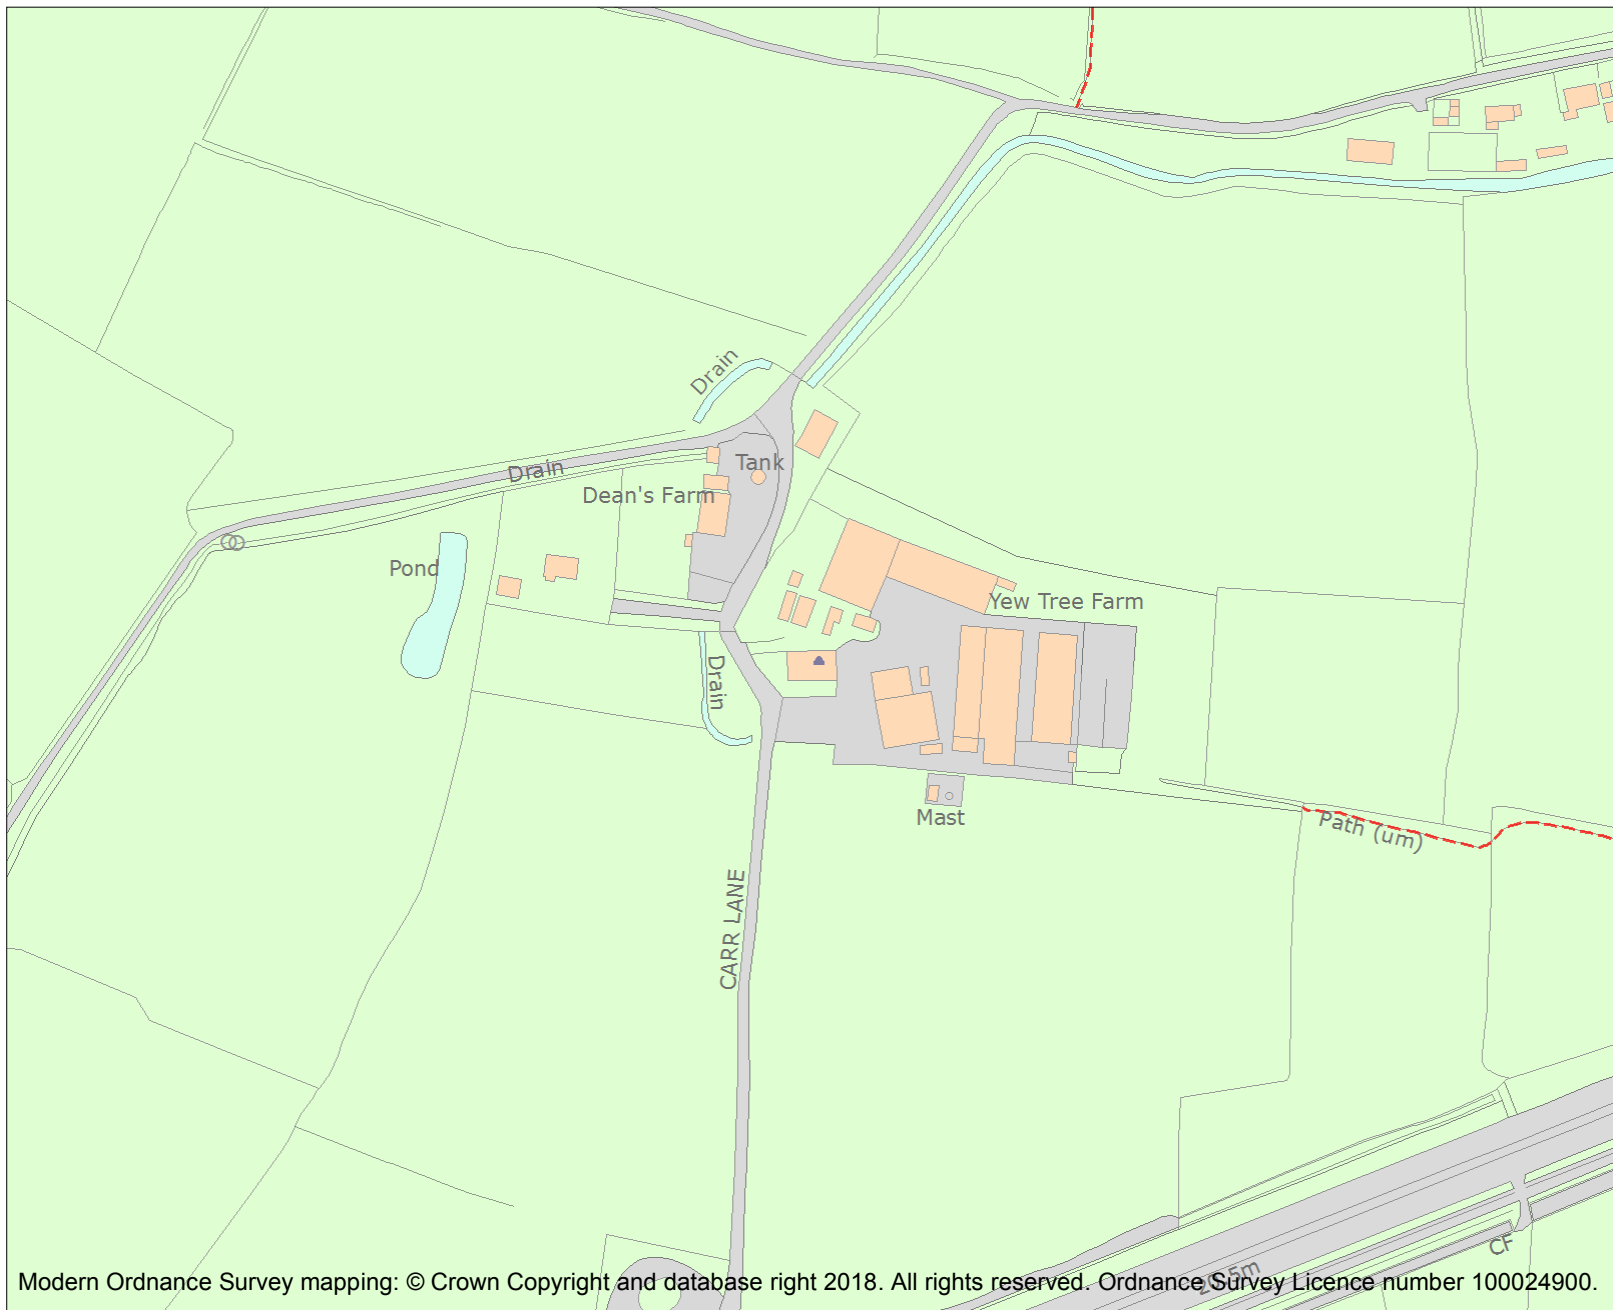 Drain
Drain
Tank
Dean's Farm
Pond
Yew Tree Farm
Drain
Mast
Path (um)
CARR LANE
CF
Modern Ordnance Survey mapping: © Crown Copyright and database right 2018. All rights reserved. Ordnance Survey Licence number 100024900.